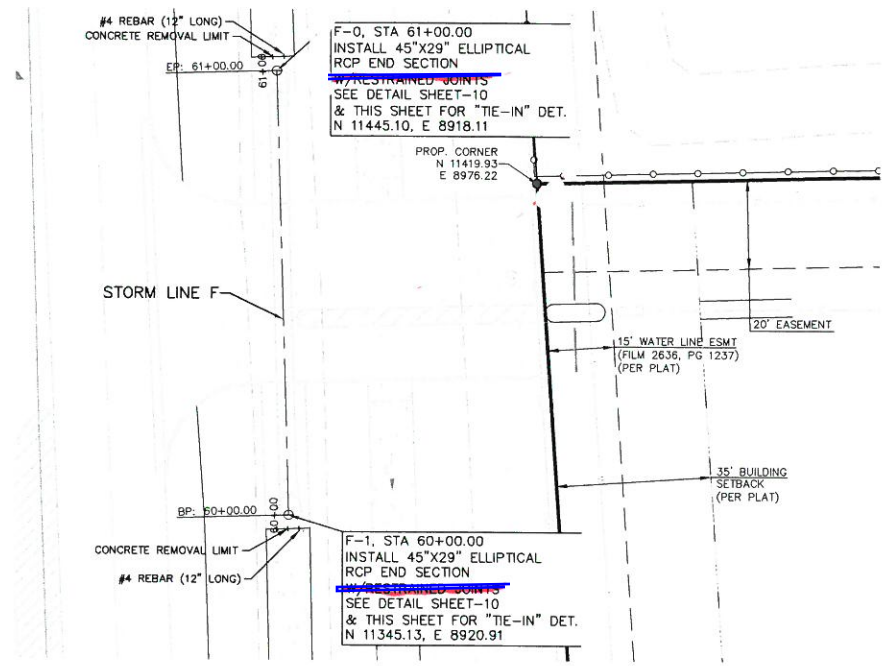 #4 REBAR (12" LONG)
CONCRETE REMOVAL LIMIT
EP: 61+00.00
61+00
F-0, STA 61+00.00
INSTALL 45"X29" ELLIPTICAL
RCP END SECTION
W/RESTRAINED JOINTS
SEE DETAIL SHEET-10
& THIS SHEET FOR "TIE-IN" DET.
N 11445.10, E 8918.11
PROP. CORNER
N 11419.93
E 8976.22
STORM LINE F
20' EASEMENT
15' WATER LINE ESMT
(FILM 2636, PG 1237)
(PER PLAT)
35' BUILDING
SETBACK
(PER PLAT)
BP: 60+00.00
60+00
CONCRETE REMOVAL LIMIT
#4 REBAR (12" LONG)
F-1, STA 60+00.00
INSTALL 45"X29" ELLIPTICAL
RCP END SECTION
W/RESTRAINED JOINTS
SEE DETAIL SHEET-10
& THIS SHEET FOR "TIE-IN" DET.
N 11345.13, E 8920.91